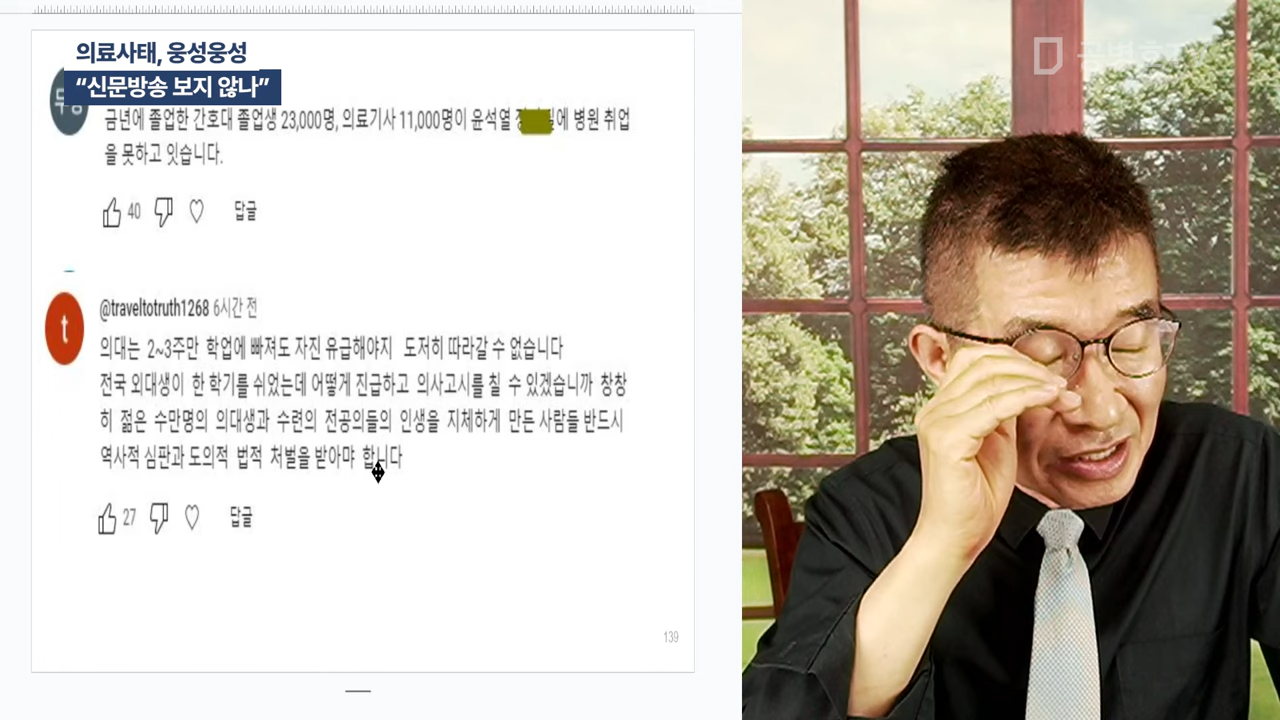 의료사태, 웅성웅성
“신문방송 보지 않나”
금년에 졸업한 간호대 졸업생 23,000명, 의료기사 11,000명이 윤석열 에 병원 취업
을 못하고 잇습니다.
40 답글
t
@traveltotruth1268 6시간 전
의대는 2~3주만 학업에 빠져도 자진 유급해야지 도저히 따라갈 수 없습니다
전국 외대생이 한 학기를 쉬었는데 어떻게 진급하고 의사고시를 칠 수 있겠습니까 창창
히 젊은 수만명의 의대생과 수련의 전공의들의 인생을 지체하게 만든 사람들 반드시
역사적 심판과 도의적 법적 처벌을 받아먀 합니다
27 답글
139